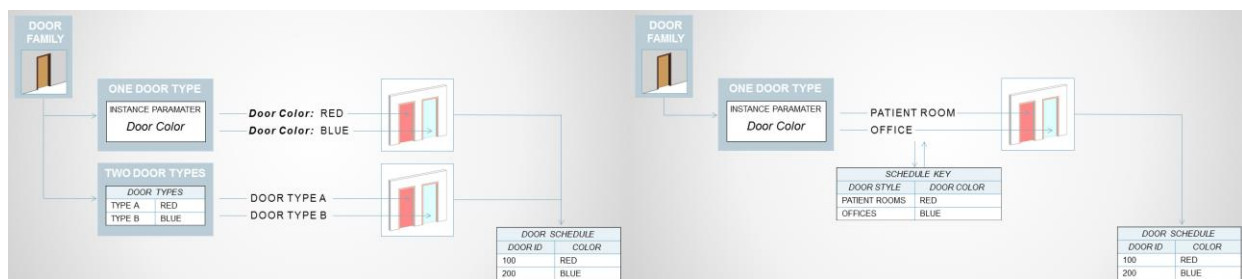 DOOR
FAMILY
ONE DOOR TYPE
INSTANCE PARAMATER
Door Color
Door Color: RED
Door Color: BLUE
TWO DOOR TYPES
DOOR TYPES
TYPE A RED
TYPE B BLUE
DOOR TYPE A
DOOR TYPE B
DOOR SCHEDULE
DOOR ID COLOR
100 RED
200 BLUE
DOOR
FAMILY
ONE DOOR TYPE
INSTANCE PARAMATER
Door Color
PATIENT ROOM
OFFICE
SCHEDULE KEY
DOOR STYLE DOOR COLOR
PATIENT ROOMS RED
OFFICES BLUE
DOOR SCHEDULE
DOOR ID COLOR
100 RED
200 BLUE